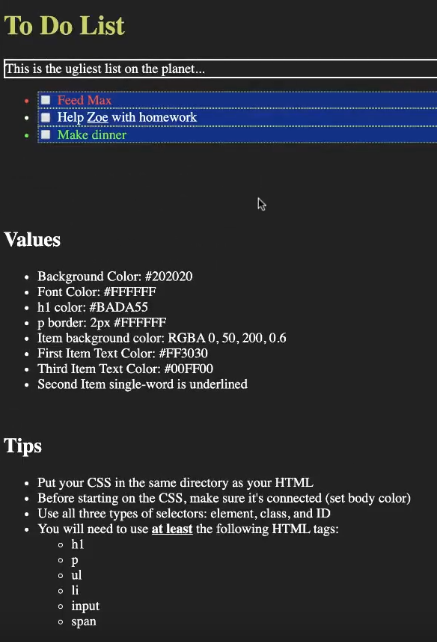 To Do List
This is the ugliest list on the planet...
Feed Max
Help Zoe with homework
Make dinner
Values
Background Color: #202020
Font Color: #FFFFFF
h1 color: #BADA55
p border: 2px #FFFFFF
Item background color: RGBA 0, 50, 200, 0.6
First Item Text Color: #FF3030
Third Item Text Color: #00FF00
Second Item single-word is underlined
Tips
Put your CSS in the same directory as your HTML
Before starting on the CSS, make sure it's connected (set body color)
Use all three types of selectors: element, class, and ID
You will need to use at least the following HTML tags:
h1
p
ul
li
input
span